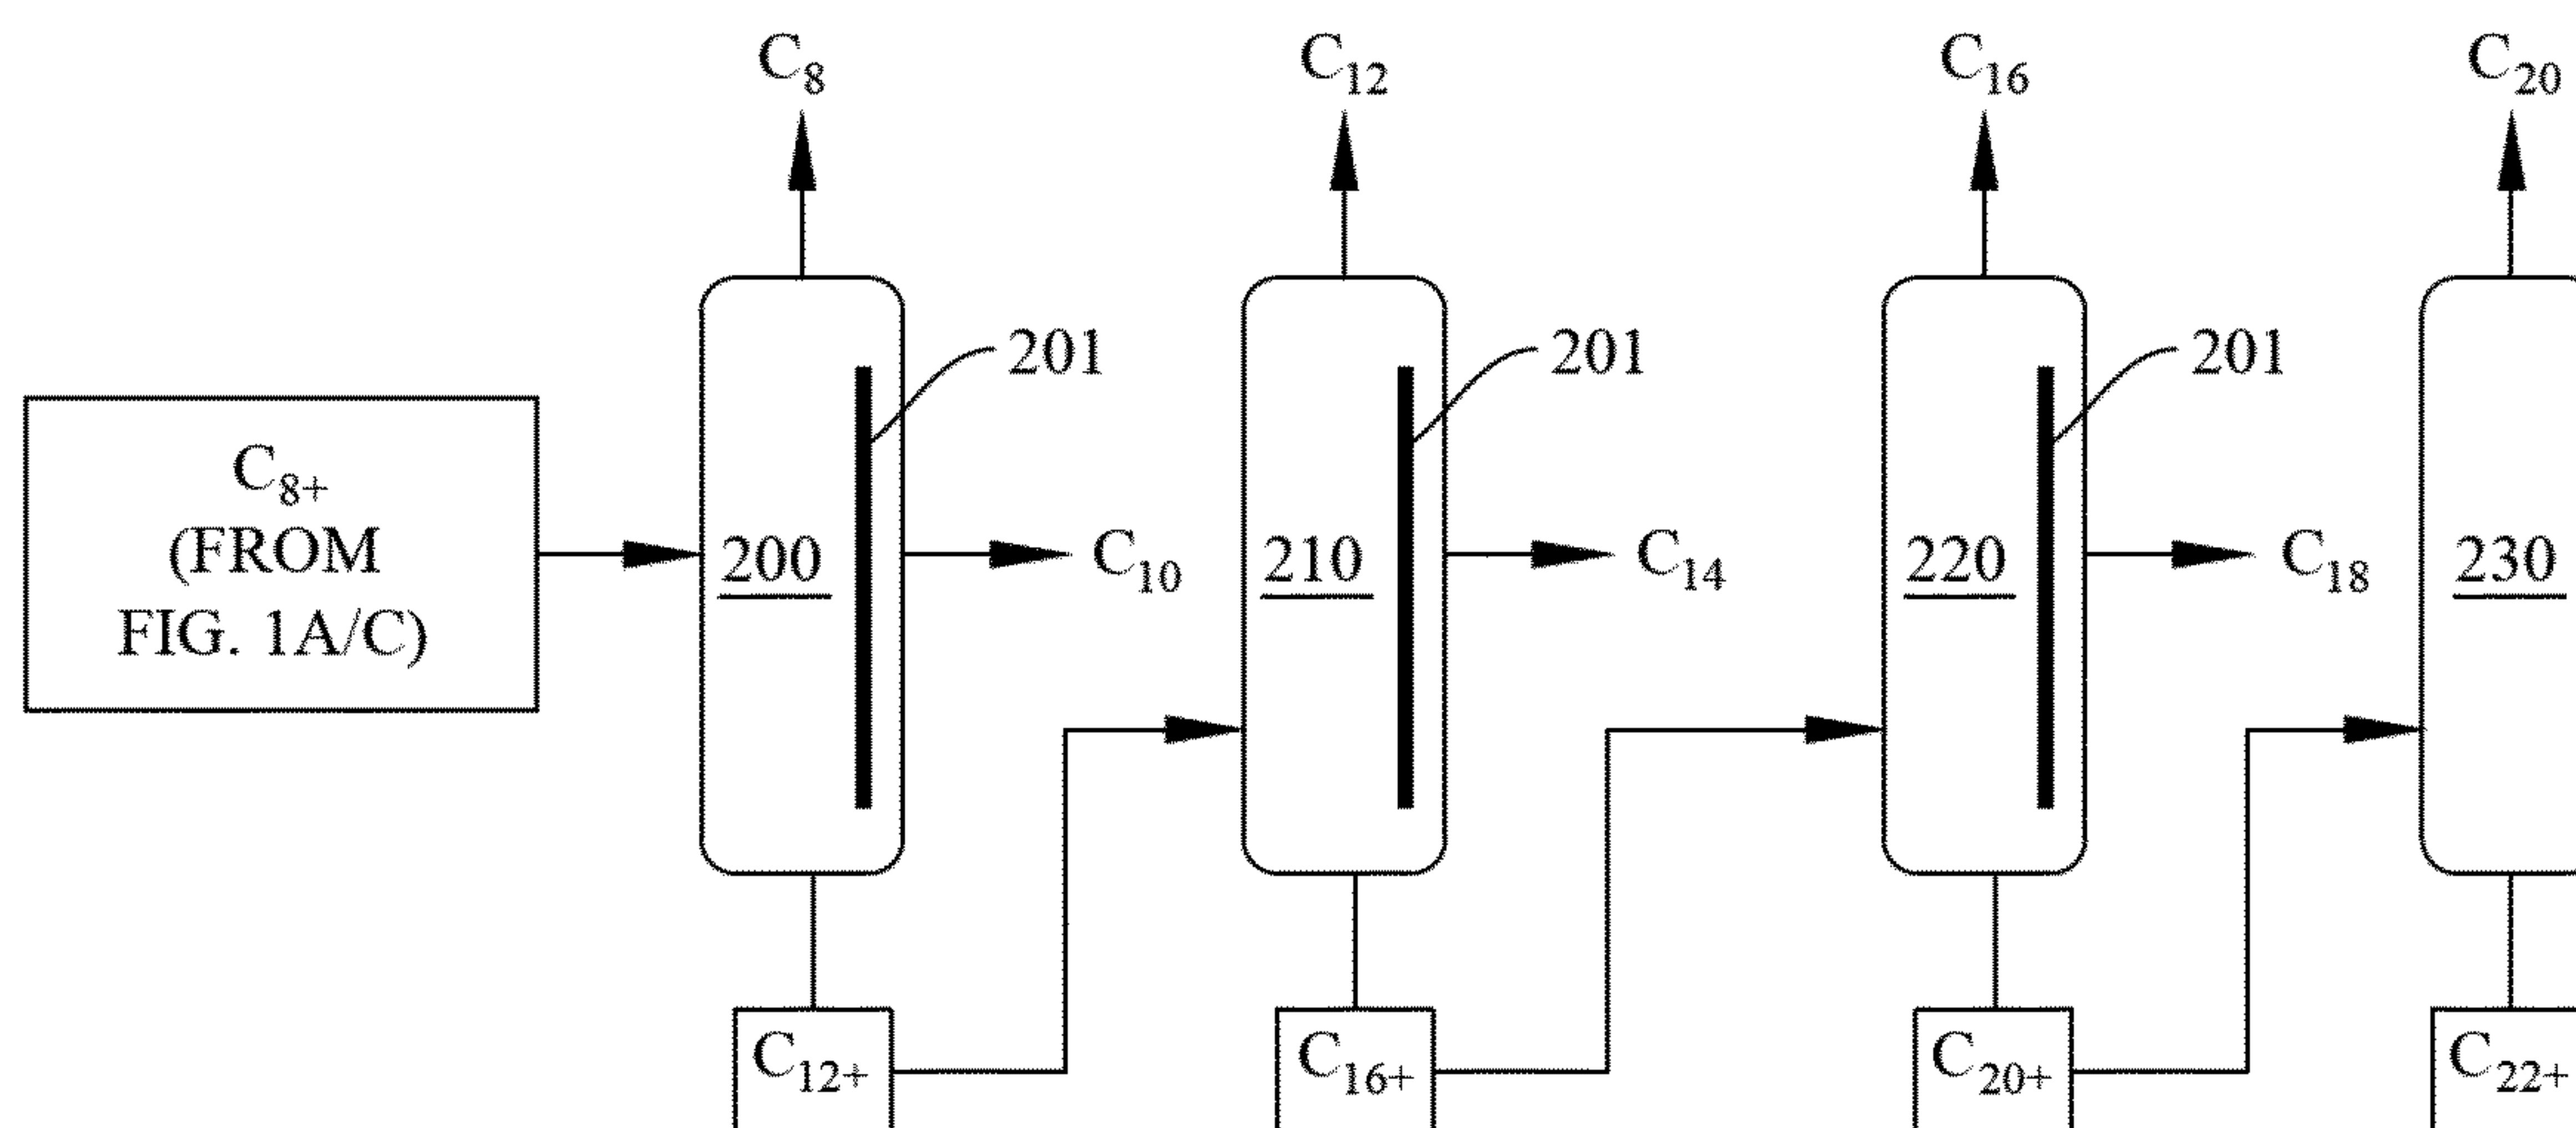 C₈
C₁₂
C₁₆
C₂₀
201
201
201
C₈₊
(FROM
FIG. 1A/C)
200
C₁₀
210
C₁₄
220
C₁₈
230
C₁₂₊
C₁₆₊
C₂₀₊
C₂₂₊